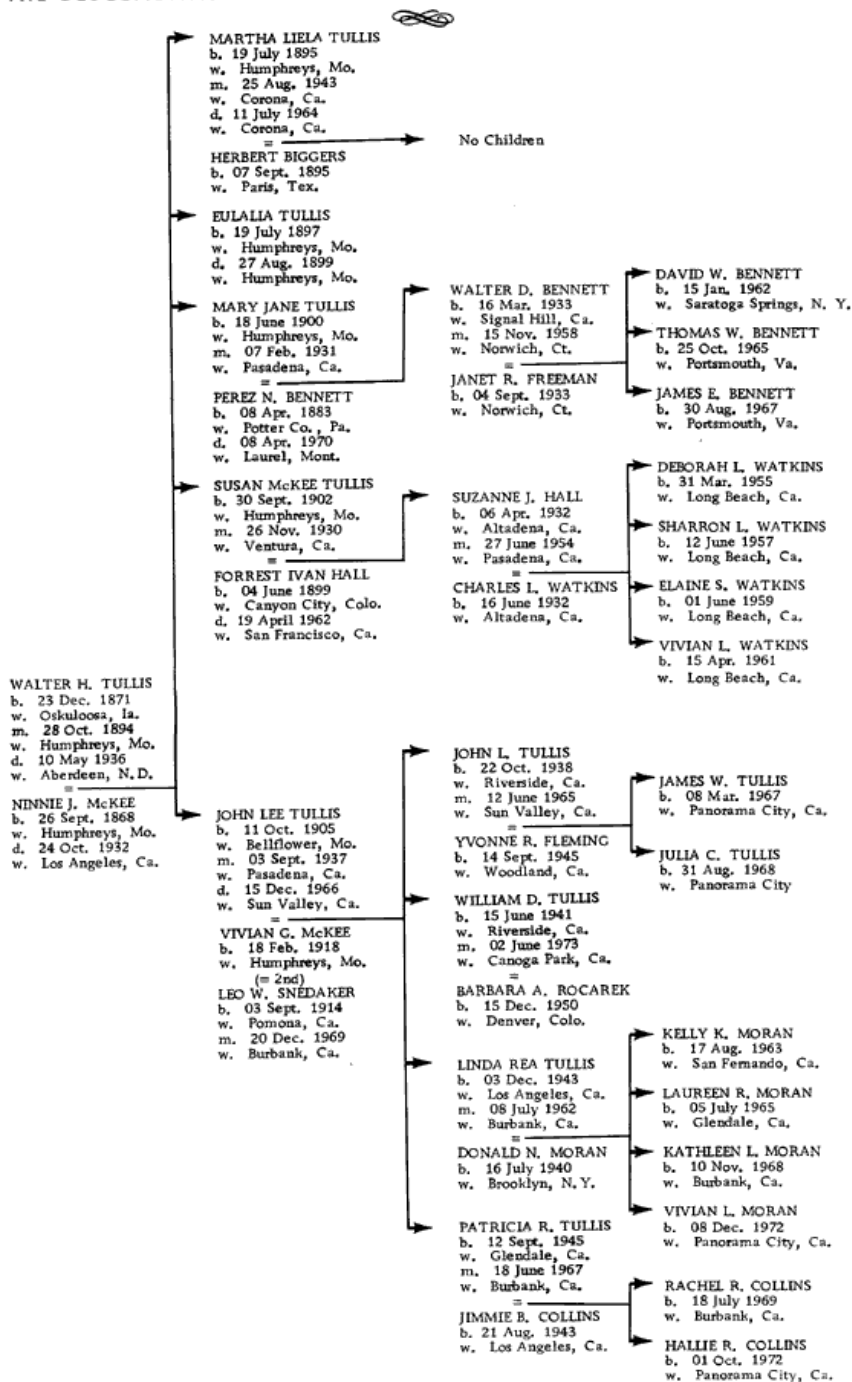 MARTHA LIELA TULLIS
b. 19 July 1895
w. Humphreys, Mo.
m. 25 Aug. 1943
w. Corona, Ca.
d. 11 July 1964
w. Corona, Ca.
=
No Children
HERBERT BIGGERS
b. 07 Sept. 1895
w. Paris, Tex.
EULALIA TULLIS
b. 19 July 1897
w. Humphreys, Mo.
d. 27 Aug. 1899
w. Humphreys, Mo.
MARY JANE TULLIS
b. 18 June 1900
w. Humphreys, Mo.
m. 07 Feb. 1931
w. Pasadena, Ca.
=
PEREZ N. BENNETT
b. 08 Apr. 1883
w. Potter Co., Pa.
d. 08 Apr. 1970
w. Laurel, Mont.
WALTER D. BENNETT
b. 16 Mar. 1933
w. Signal Hill, Ca.
m. 15 Nov. 1958
w. Norwich, Ct.
=
JANET R. FREEMAN
b. 04 Sept. 1933
w. Norwich, Ct.
DAVID W. BENNETT
b. 15 Jan. 1962
w. Saratoga Springs, N. Y.
THOMAS W. BENNETT
b. 25 Oct. 1965
w. Portsmouth, Va.
JAMES E. BENNETT
b. 30 Aug. 1967
w. Portsmouth, Va.
SUSAN McKEE TULLIS
b. 30 Sept. 1902
w. Humphreys, Mo.
m. 26 Nov. 1930
w. Ventura, Ca.
=
FORREST IVAN HALL
b. 04 June 1899
w. Canyon City, Colo.
d. 19 April 1962
w. San Francisco, Ca.
SUZANNE J. HALL
b. 06 Apr. 1932
w. Altadena, Ca.
m. 27 June 1954
w. Pasadena, Ca.
=
CHARLES L. WATKINS
b. 16 June 1932
w. Altadena, Ca.
DEBORAH L. WATKINS
b. 31 Mar. 1955
w. Long Beach, Ca.
SHARRON L. WATKINS
b. 12 June 1957
w. Long Beach, Ca.
ELAINE S. WATKINS
b. 01 June 1959
w. Long Beach, Ca.
VIVIAN L. WATKINS
b. 15 Apr. 1961
w. Long Beach, Ca.
WALTER H. TULLIS
b. 23 Dec. 1871
w. Oskuloosa, Ia.
m. 28 Oct. 1894
w. Humphreys, Mo.
d. 10 May 1936
w. Aberdeen, N.D.
=
NINNIE J. McKEE
b. 26 Sept. 1868
w. Humphreys, Mo.
d. 24 Oct. 1932
w. Los Angeles, Ca.
JOHN LEE TULLIS
b. 11 Oct. 1905
w. Bellflower, Mo.
m. 03 Sept. 1937
w. Pasadena, Ca.
d. 15 Dec. 1966
w. Sun Valley, Ca.
=
VIVIAN G. McKEE
b. 18 Feb. 1918
w. Humphreys, Mo.
(= 2nd)
LEO W. SNEDAKER
b. 03 Sept. 1914
w. Pomona, Ca.
m. 20 Dec. 1969
w. Burbank, Ca.
JOHN L. TULLIS
b. 22 Oct. 1938
w. Riverside, Ca.
m. 12 June 1965
w. Sun Valley, Ca.
=
YVONNE R. FLEMING
b. 14 Sept. 1945
w. Woodland, Ca.
JAMES W. TULLIS
b. 08 Mar. 1967
w. Panorama City, Ca.
JULIA C. TULLIS
b. 31 Aug. 1968
w. Panorama City
WILLIAM D. TULLIS
b. 15 June 1941
w. Riverside, Ca.
m. 02 June 1973
w. Canoga Park, Ca.
=
BARBARA A. ROCAREK
b. 15 Dec. 1950
w. Denver, Colo.
LINDA REA TULLIS
b. 03 Dec. 1943
w. Los Angeles, Ca.
m. 08 July 1962
w. Burbank, Ca.
=
DONALD N. MORAN
b. 16 July 1940
w. Brooklyn, N.Y.
KELLY K. MORAN
b. 17 Aug. 1963
w. San Fernando, Ca.
LAUREEN R. MORAN
b. 05 July 1965
w. Glendale, Ca.
KATHLEEN L. MORAN
b. 10 Nov. 1968
w. Burbank, Ca.
VIVIAN L. MORAN
b. 08 Dec. 1972
w. Panorama City, Ca.
PATRICIA R. TULLIS
b. 12 Sept. 1945
w. Glendale, Ca.
m. 18 June 1967
w. Burbank, Ca.
=
JIMMIE B. COLLINS
b. 21 Aug. 1943
w. Los Angeles, Ca.
RACHEL R. COLLINS
b. 18 July 1969
w. Burbank, Ca.
HALLIE R. COLLINS
b. 01 Oct. 1972
w. Panorama City, Ca.